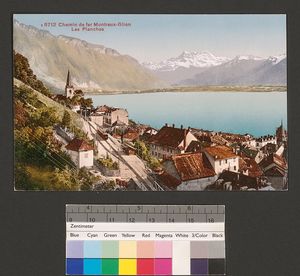 Chemin de fer Montreux-Glion
Les Planches
Zentimeter
Blue Cyan Green Yellow Red Magenta White 3/Color Black